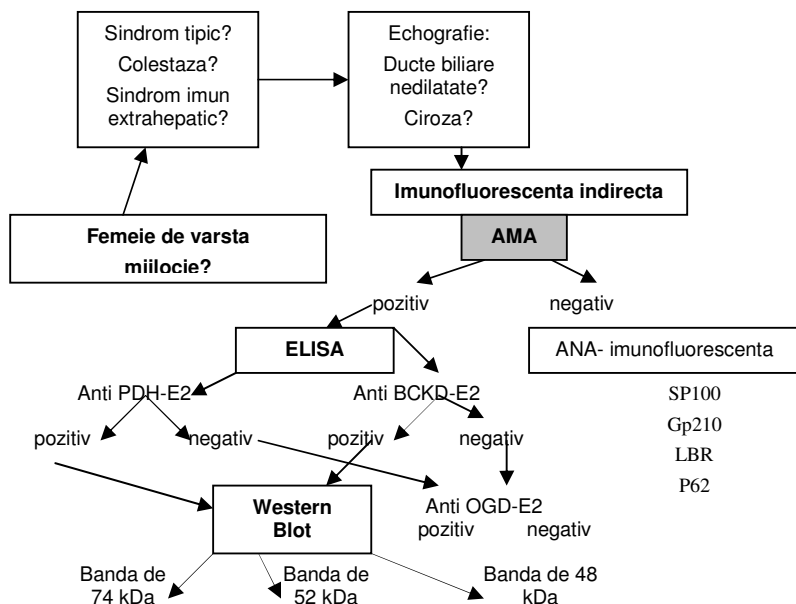 Sindrom tipic?
Colestaza?
Sindrom imun
extrahepatic?
Echografie:
Ducte biliare
nedilatate?
Ciroza?
Imunofluorescenta indirecta
Femeie de varsta
mijlocie?
AMA
pozitiv
negativ
ELISA
ANA- imunofluorescenta
Anti PDH-E2
Anti BCKD-E2
SP100
Gp210
LBR
P62
pozitiv
negativ
pozitiv
negativ
Western
Blot
Anti OGD-E2
pozitiv
negativ
Banda de
74 kDa
Banda de
52 kDa
Banda de 48
kDa